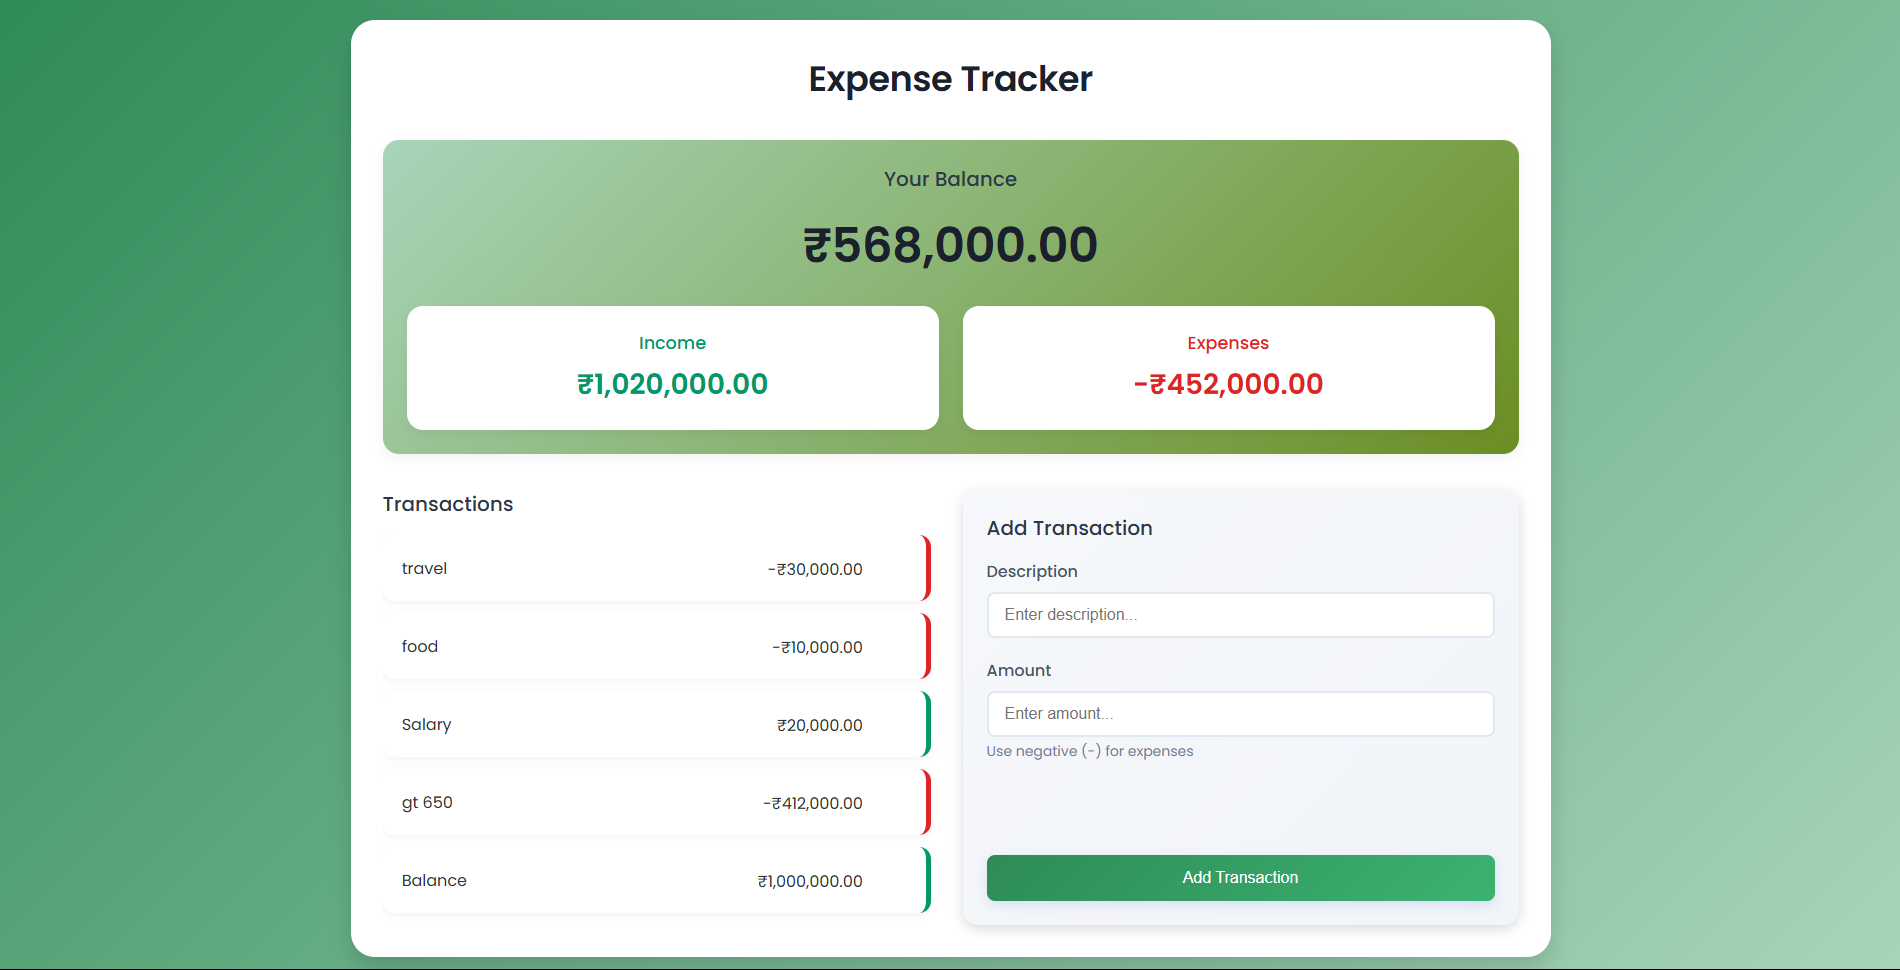 Expense Tracker
Your Balance
₹568,000.00
Income
₹1,020,000.00
Expenses
-₹452,000.00
Transactions
travel -₹30,000.00
food -₹10,000.00
Salary ₹20,000.00
gt 650 -₹412,000.00
Balance ₹1,000,000.00
Add Transaction
Description
Enter description...
Amount
Enter amount...
Use negative (-) for expenses
Add Transaction